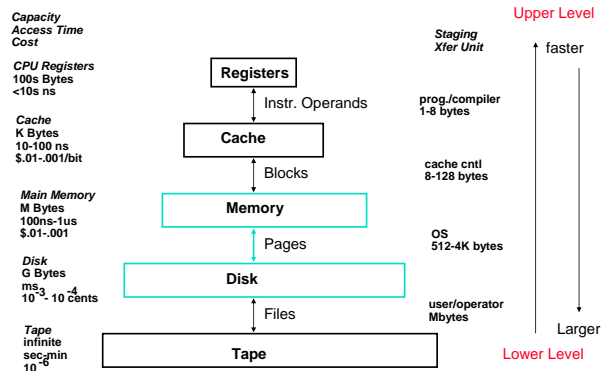 Capacity
Access Time
Cost
CPU Registers
100s Bytes
<10s ns
Cache
K Bytes
10-100 ns
$.01-.001/bit
Main Memory
M Bytes
100ns-1us
$.01-.001
Disk
G Bytes
ms
10-3 - 10-4 cents
Tape
infinite
sec-min
10-6
Registers
Instr. Operands
Cache
Blocks
Memory
Pages
Disk
Files
Tape
Staging
Xfer Unit
prog./compiler
1-8 bytes
cache cntl
8-128 bytes
OS
512-4K bytes
user/operator
Mbytes
Upper Level
faster
Larger
Lower Level